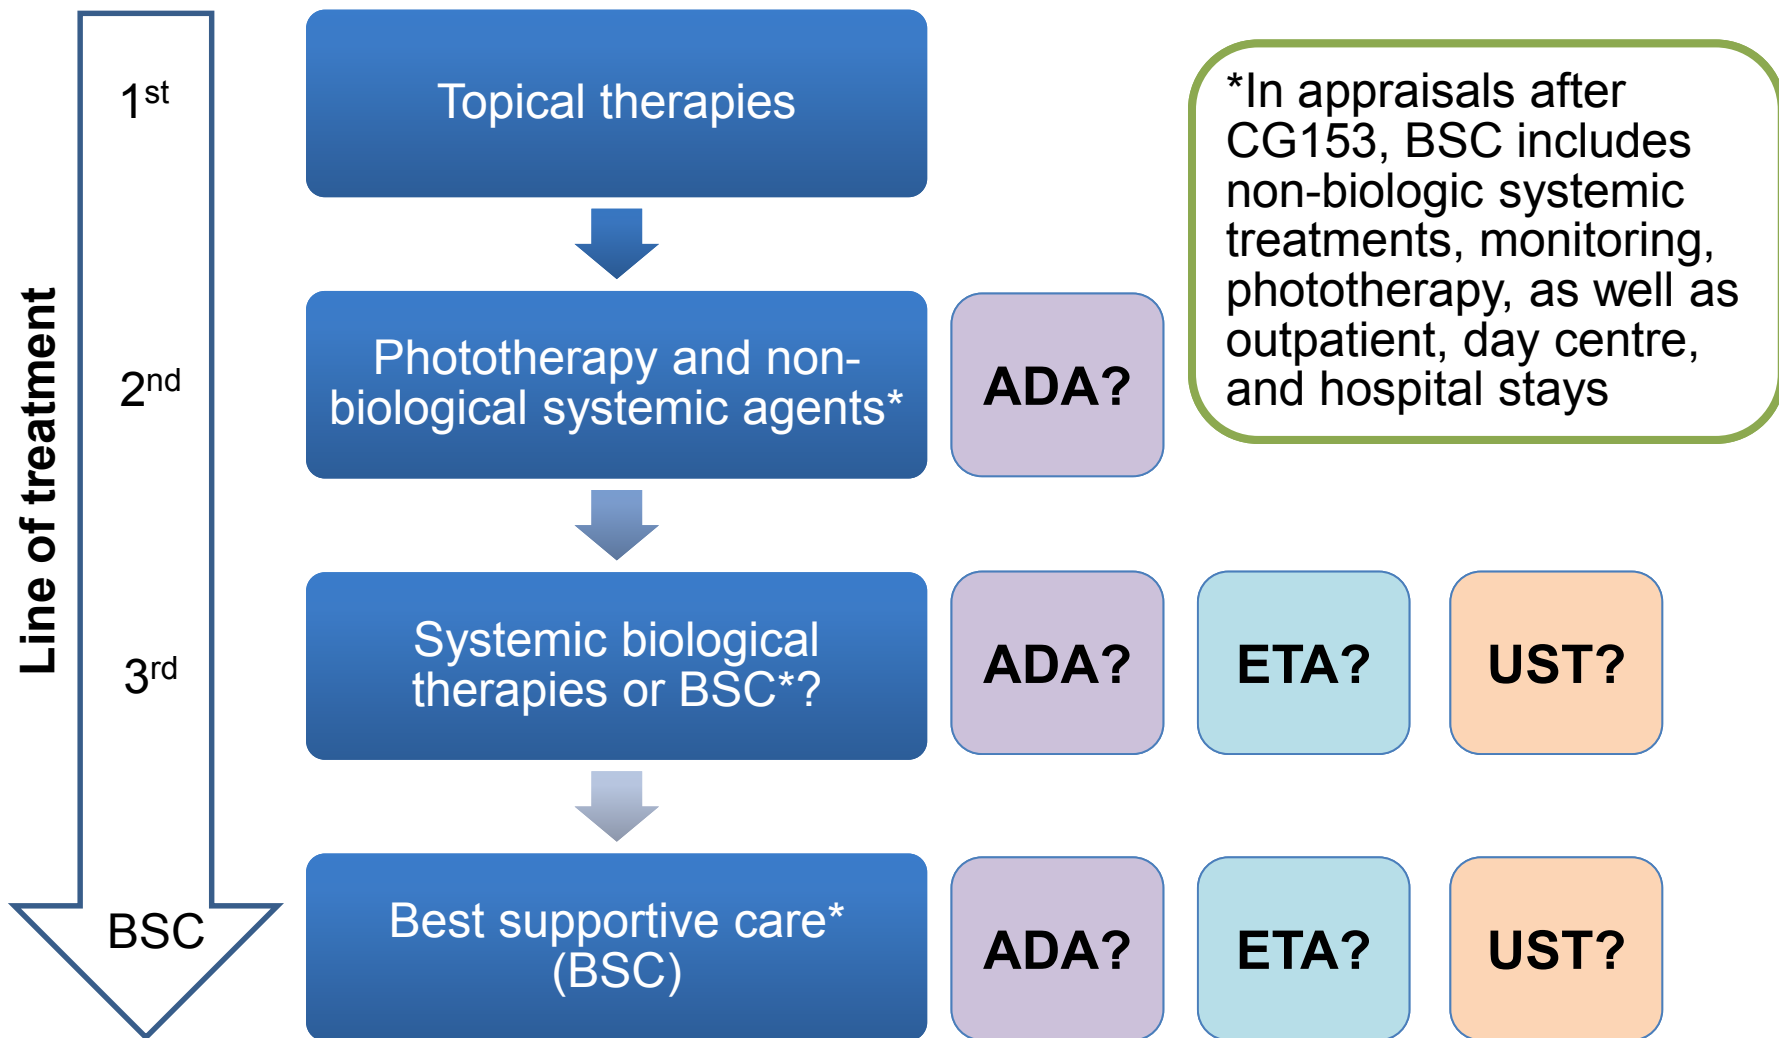 Line of treatment
1st
Topical therapies
*In appraisals after
CG153, BSC includes
non-biologic systemic
treatments, monitoring,
phototherapy, as well as
outpatient, day centre,
and hospital stays
2nd
Phototherapy and non-
biological systemic agents*
ADA?
3rd
Systemic biological
therapies or BSC*?
ADA?
ETA?
UST?
BSC
Best supportive care*
(BSC)
ADA?
ETA?
UST?